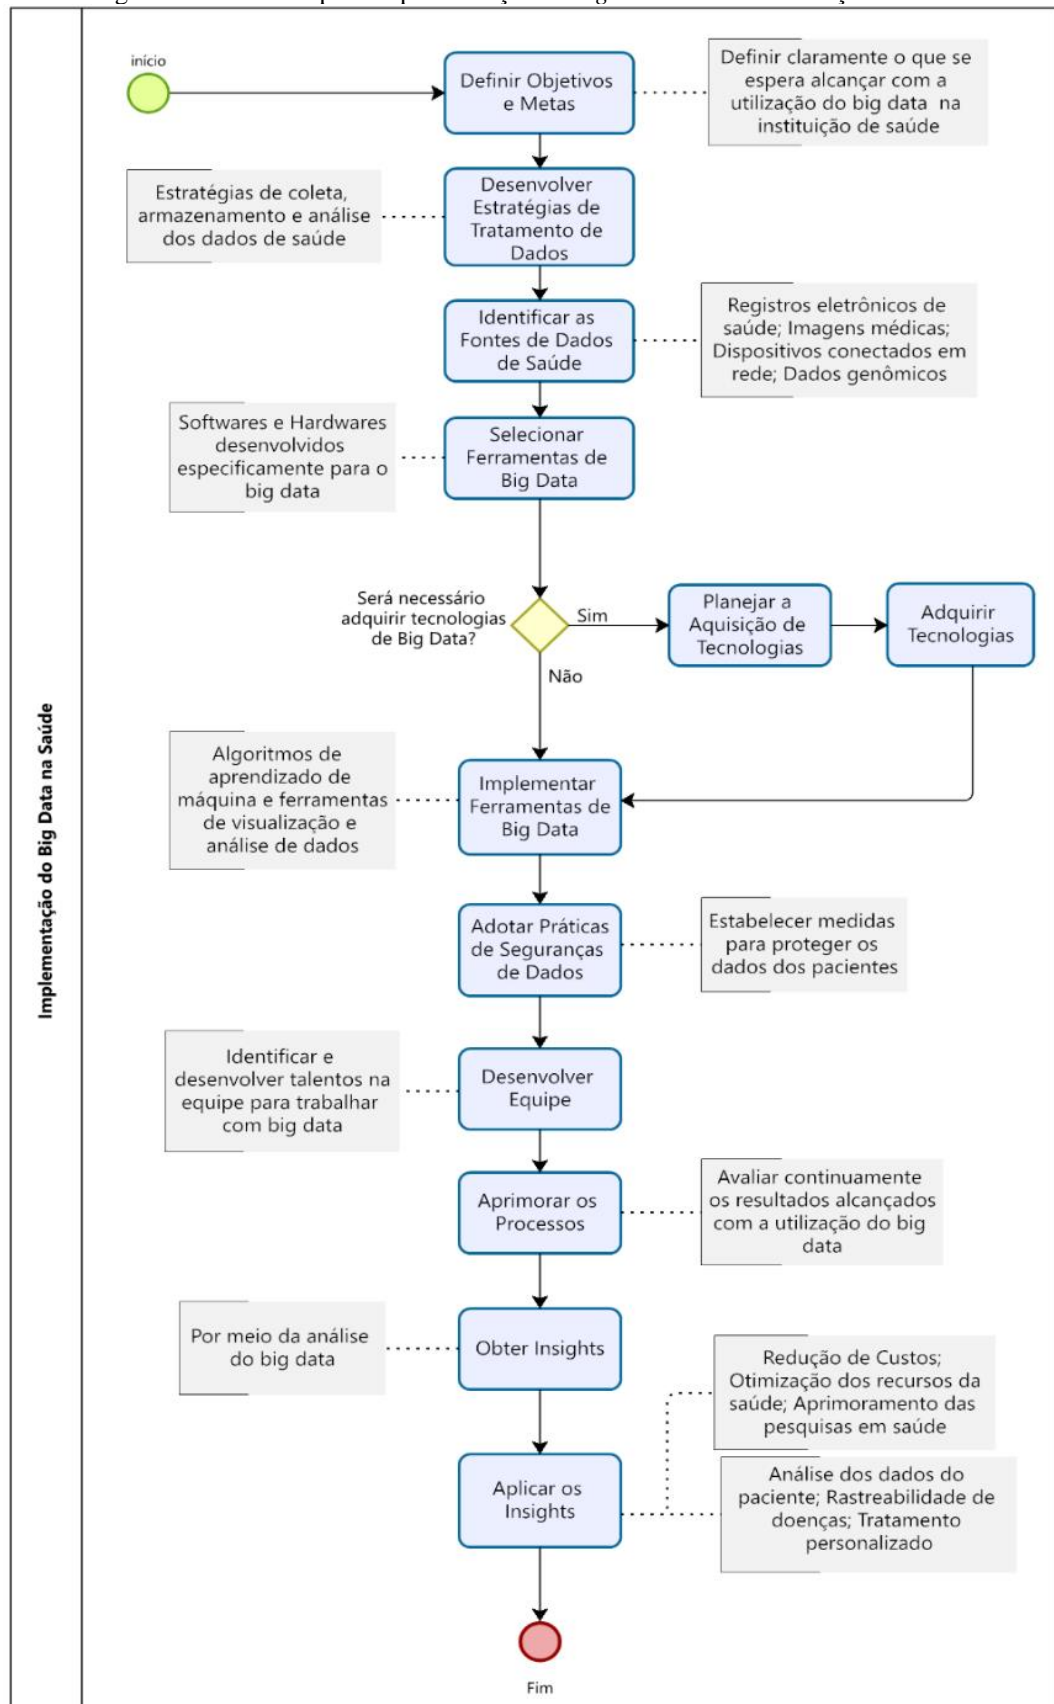 início
Definir Objetivos
e Metas
Definir claramente o que se
espera alcançar com a
utilização do big data na
instituição de saúde
Estratégias de coleta,
armazenamento e análise
dos dados de saúde
Desenvolver
Estratégias de
Tratamento de
Dados
Identificar as
Fontes de Dados
de Saúde
Registros eletrônicos de
saúde; Imagens médicas;
Dispositivos conectados em
rede; Dados genômicos
Softwares e Hardwares
desenvolvidos
especificamente para o
big data
Selecionar
Ferramentas de
Big Data
Será necessário
adquirir tecnologias
de Big Data?
Sim
Planejar a
Aquisição de
Tecnologias
Adquirir
Tecnologias
Não
Implementação do Big Data na Saúde
Algoritmos de
aprendizado de
máquina e ferramentas
de visualização e
análise de dados
Implementar
Ferramentas de
Big Data
Adotar Práticas
de Seguranças
de Dados
Estabelecer medidas
para proteger os
dados dos pacientes
Identificar e
desenvolver talentos na
equipe para trabalhar
com big data
Desenvolver
Equipe
Aprimorar os
Processos
Avaliar continuamente
os resultados alcançados
com a utilização do big
data
Por meio da análise
do big data
Obter Insights
Redução de Custos;
Otimização dos recursos da
saúde; Aprimoramento das
pesquisas em saúde
Aplicar os
Insights
Análise dos dados do
paciente; Rastreabilidade de
doenças; Tratamento
personalizado
Fim